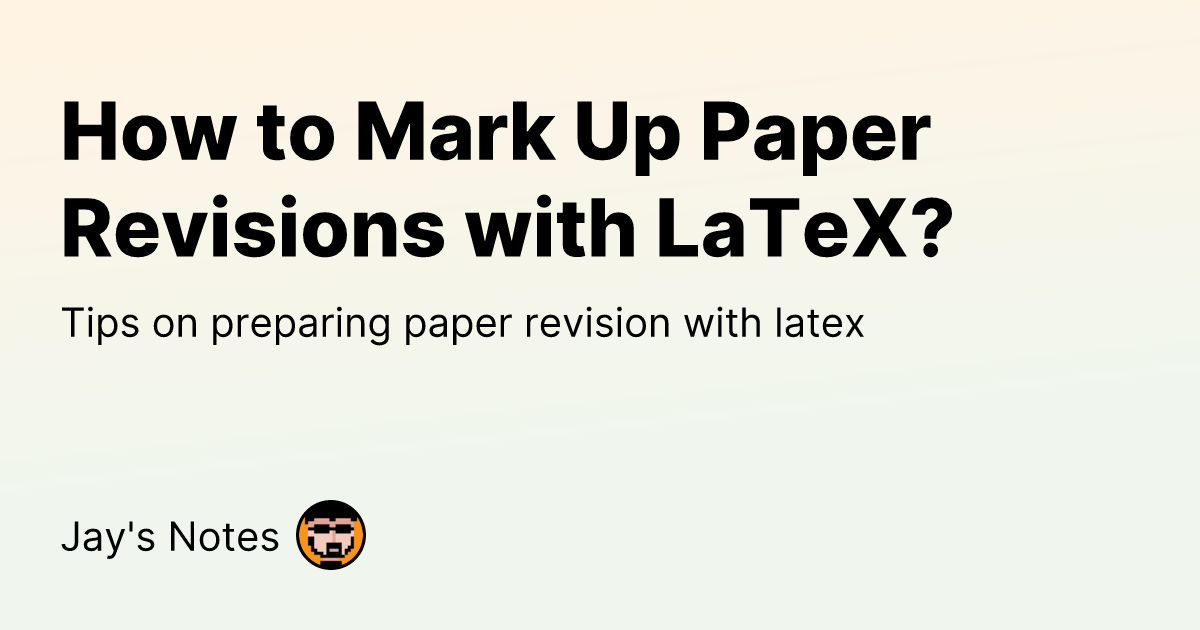 How to Mark Up Paper
Revisions with LaTeX?
Tips on preparing paper revision with latex
Jay's Notes